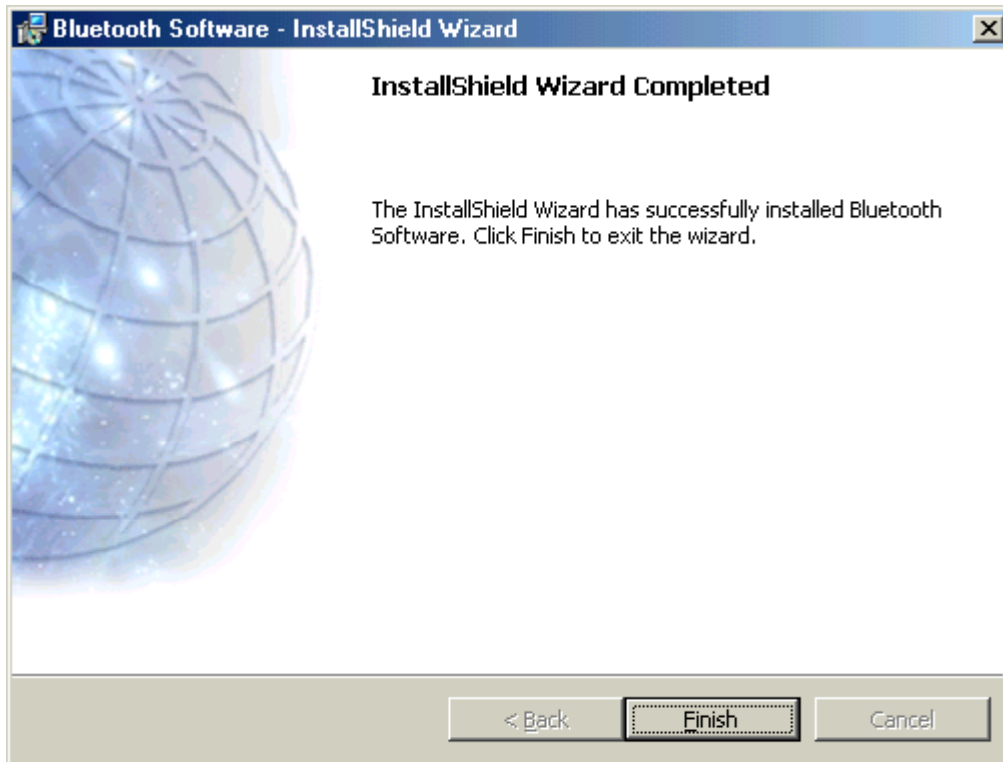 Bluetooth Software - InstallShield Wizard
InstallShield Wizard Completed
The InstallShield Wizard has successfully installed Bluetooth
Software. Click Finish to exit the wizard.
< Back
Finish
Cancel